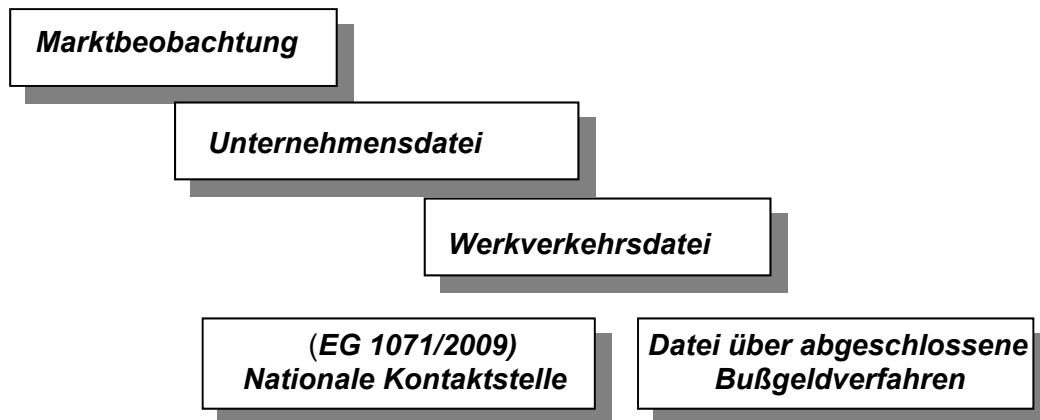 Marktbeobachtung
Unternehmensdatei
Werkverkehrsdatei
(EG 1071/2009)
Nationale Kontaktstelle
Datei über abgeschlossene
Bußgeldverfahren